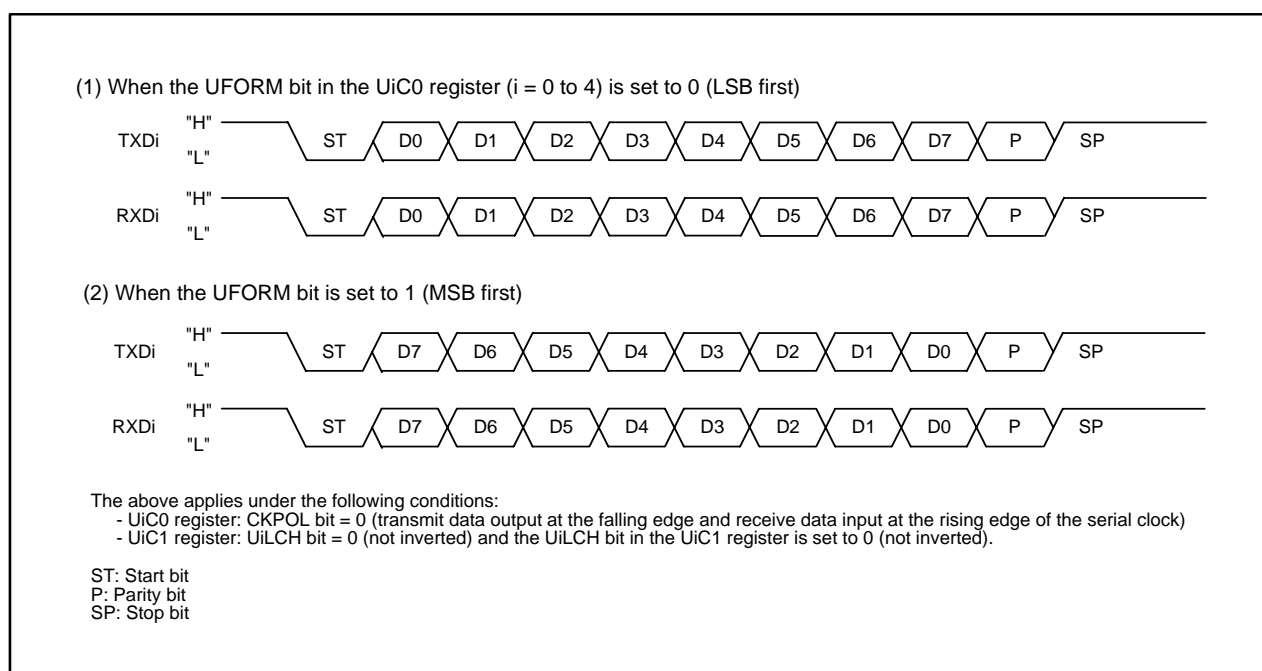 (1) When the UFORM bit in the UiC0 register (i = 0 to 4) is set to 0 (LSB first)
TXDi "H" "L" ST D0 D1 D2 D3 D4 D5 D6 D7 P SP
RXDi "H" "L" ST D0 D1 D2 D3 D4 D5 D6 D7 P SP
(2) When the UFORM bit is set to 1 (MSB first)
TXDi "H" "L" ST D7 D6 D5 D4 D3 D2 D1 D0 P SP
RXDi "H" "L" ST D7 D6 D5 D4 D3 D2 D1 D0 P SP
The above applies under the following conditions:
- UiC0 register: CKPOL bit = 0 (transmit data output at the falling edge and receive data input at the rising edge of the serial clock)
- UiC1 register: UiLCH bit = 0 (not inverted) and the UiLCH bit in the UiC1 register is set to 0 (not inverted).
ST: Start bit
P: Parity bit
SP: Stop bit